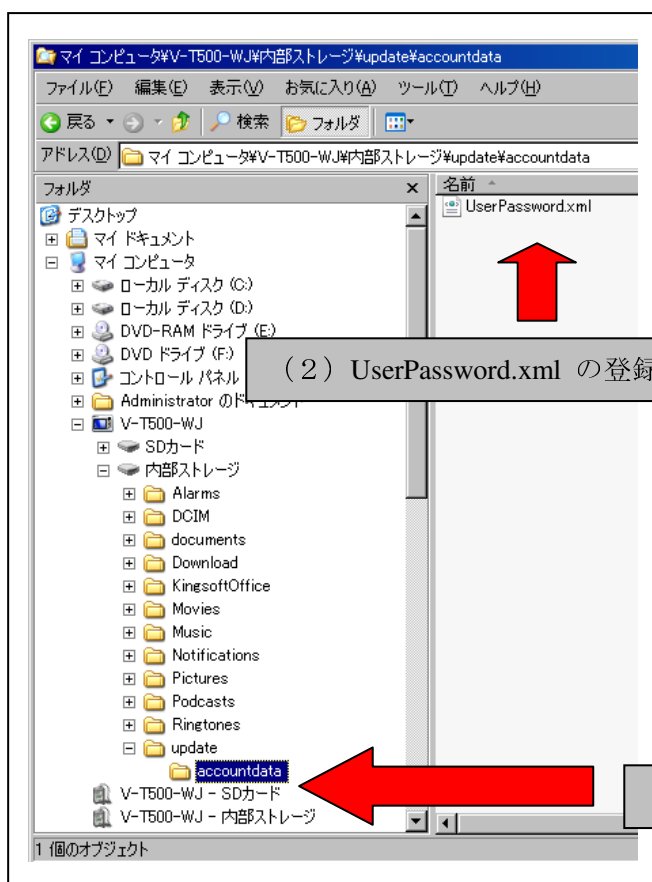 マイ コンピュータ¥V-T500-WJ¥内部ストレージ¥update¥accountdata
ファイル(F) 編集(E) 表示(V) お気に入り(A) ツール(T) ヘルプ(H)
戻る 検索 フォルダ
アドレス(D) マイ コンピュータ¥V-T500-WJ¥内部ストレージ¥update¥accountdata
フォルダ × 名前
UserPassword.xml
デスクトップ
マイ ドキュメント
マイ コンピュータ
ローカル ディスク (C:)
ローカル ディスク (D:)
DVD-RAM ドライブ (E:)
DVD ドライブ (F:)
コントロール パネル
(2)UserPassword.xml の登録
Administrator のドキュメント
V-T500-WJ
SDカード
内部ストレージ
Alarms
DCIM
documents
Download
KingsoftOffice
Movies
Music
Notifications
Pictures
Podcasts
Ringtones
update
accountdata
V-T500-WJ - SDカード
V-T500-WJ - 内部ストレージ
1 個のオブジェクト